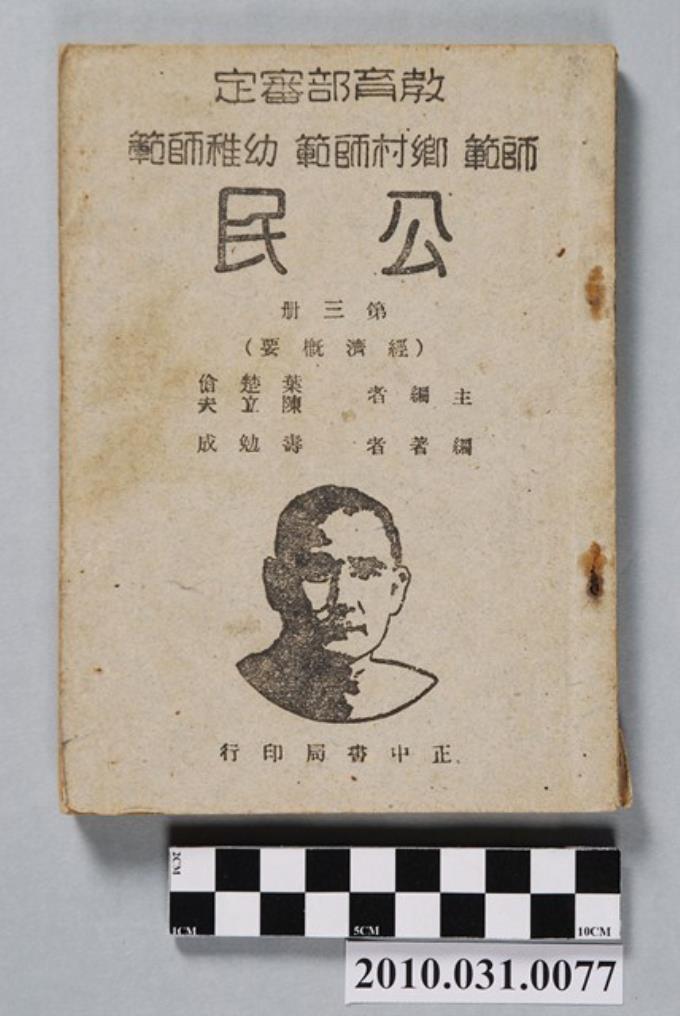 教育部審定
師範 鄉村師範 幼稚師範
公民
第三冊
（經濟概要）
主編者 葉楚傖
陳立夫
編著者 壽勉成
正中書局印行
2CM
1CM 5CM 10CM
2010.031.0077